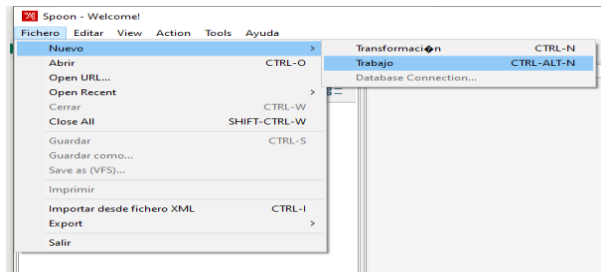 Spoon - Welcome!
Fichero Editar View Action Tools Ayuda
Nuevo >
Transformaci�n CTRL-N
Abrir CTRL-O
Trabajo CTRL-ALT-N
Open URL...
Database Connection...
Open Recent >
Cerrar CTRL-W
Close All SHIFT-CTRL-W
Guardar CTRL-S
Guardar como...
Save as (VFS)...
Imprimir
Importar desde fichero XML CTRL-I
Export >
Salir